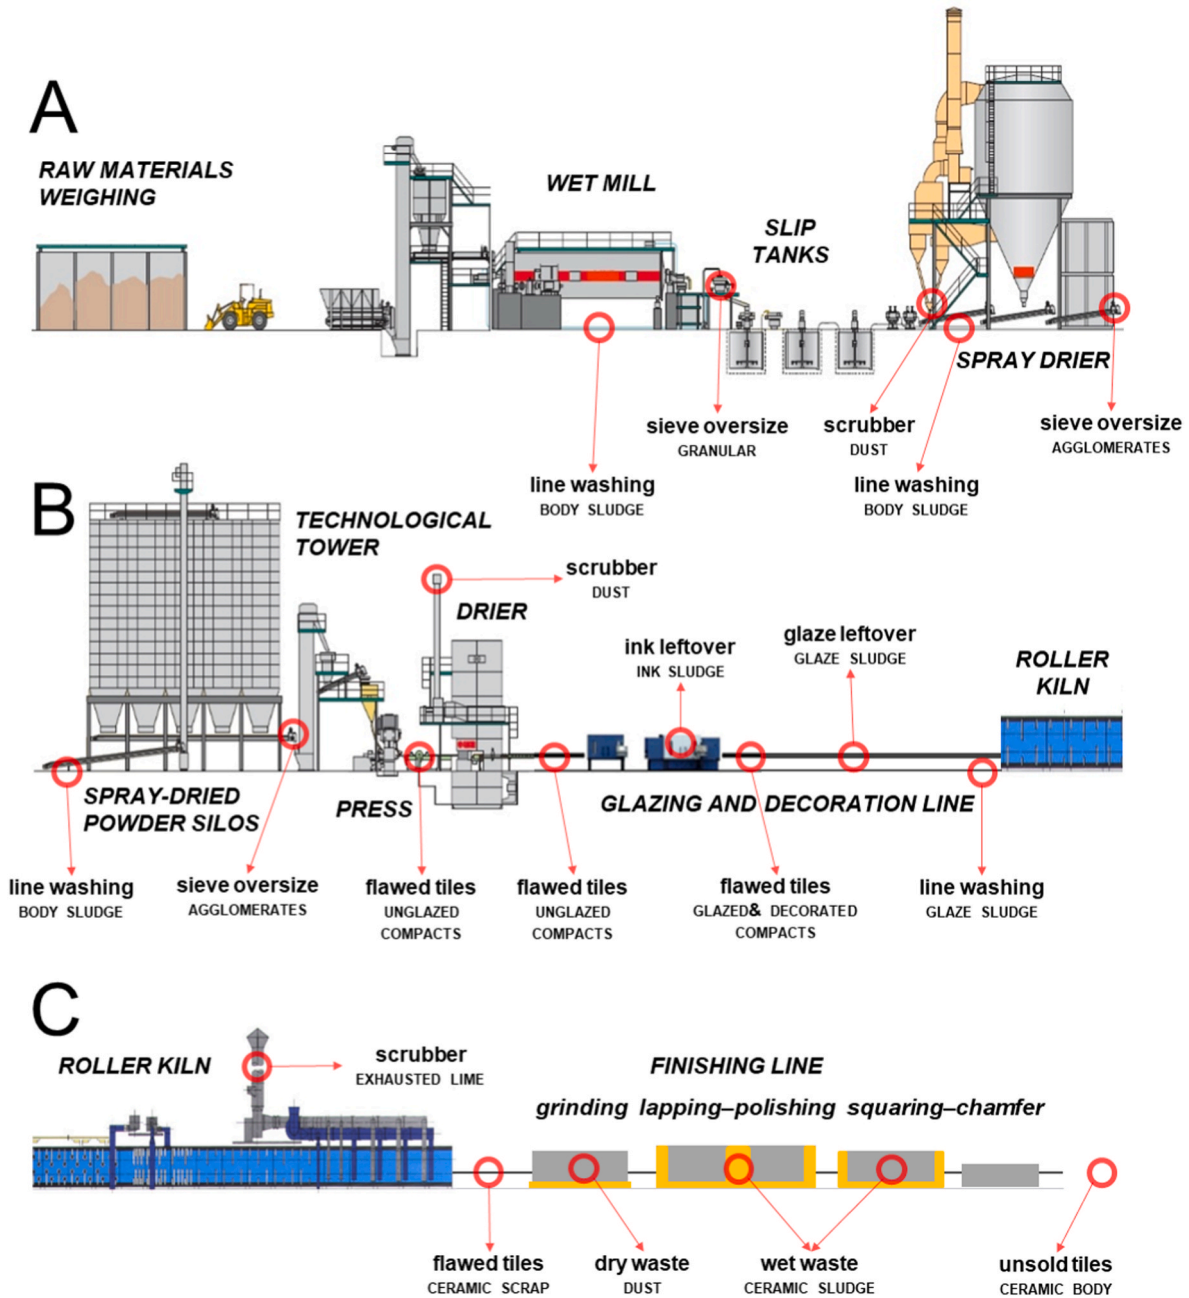 A
RAW MATERIALS
WEIGHING
WET MILL
SLIP
TANKS
SPRAY DRIER
sieve oversize
GRANULAR
scrubber
DUST
sieve oversize
AGGLOMERATES
line washing
BODY SLUDGE
line washing
BODY SLUDGE
B
TECHNOLOGICAL
TOWER
scrubber
DUST
DRIER
ink leftover
INK SLUDGE
glaze leftover
GLAZE SLUDGE
ROLLER
KILN
SPRAY-DRIED
POWDER SILOS
PRESS
GLAZING AND DECORATION LINE
line washing
BODY SLUDGE
sieve oversize
AGGLOMERATES
flawed tiles
UNGLAZED
COMPACTS
flawed tiles
UNGLAZED
COMPACTS
flawed tiles
GLAZED& DECORATED
COMPACTS
line washing
GLAZE SLUDGE
C
ROLLER KILN
scrubber
EXHAUSTED LIME
FINISHING LINE
grinding lapping–polishing squaring–chamfer
flawed tiles
CERAMIC SCRAP
dry waste
DUST
wet waste
CERAMIC SLUDGE
unsold tiles
CERAMIC BODY